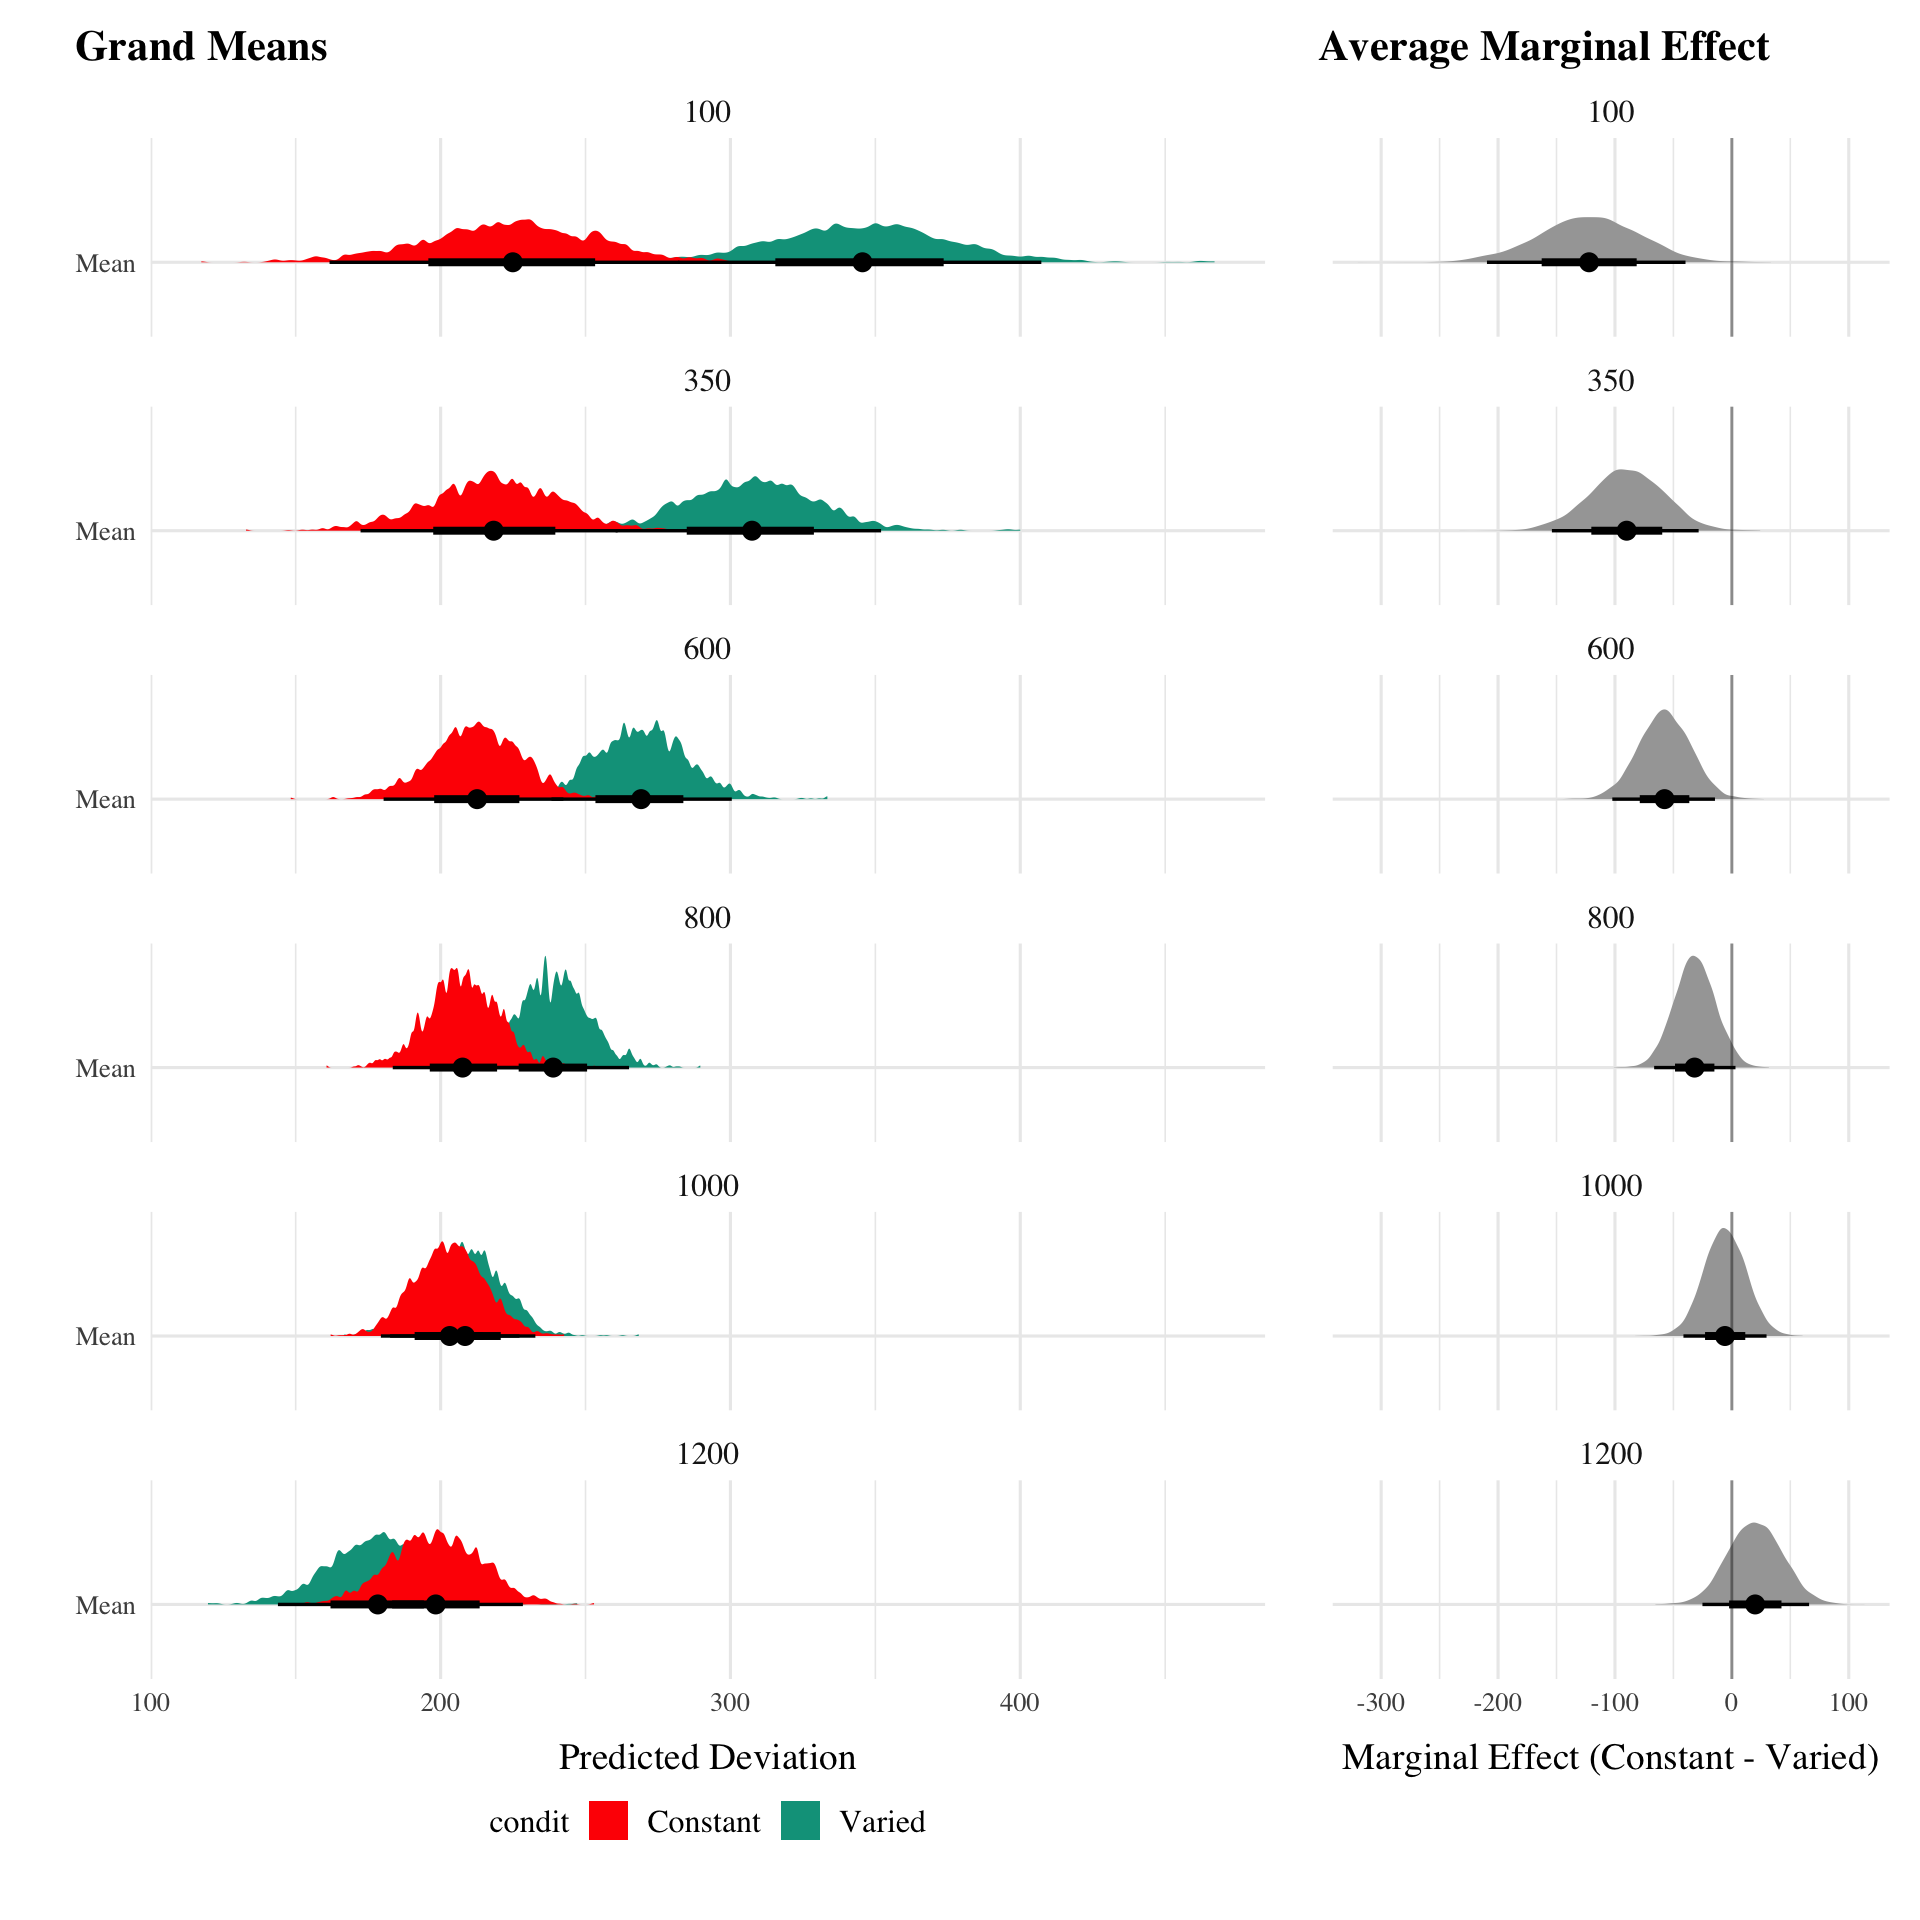 Grand Means
100
Mean
350
Mean
600
Mean
800
Mean
1000
Mean
1200
Mean
100 200 300 400
Predicted Deviation
condit Constant Varied
Average Marginal Effect
100
350
600
800
1000
1200
-300 -200 -100 0 100
Marginal Effect (Constant - Varied)